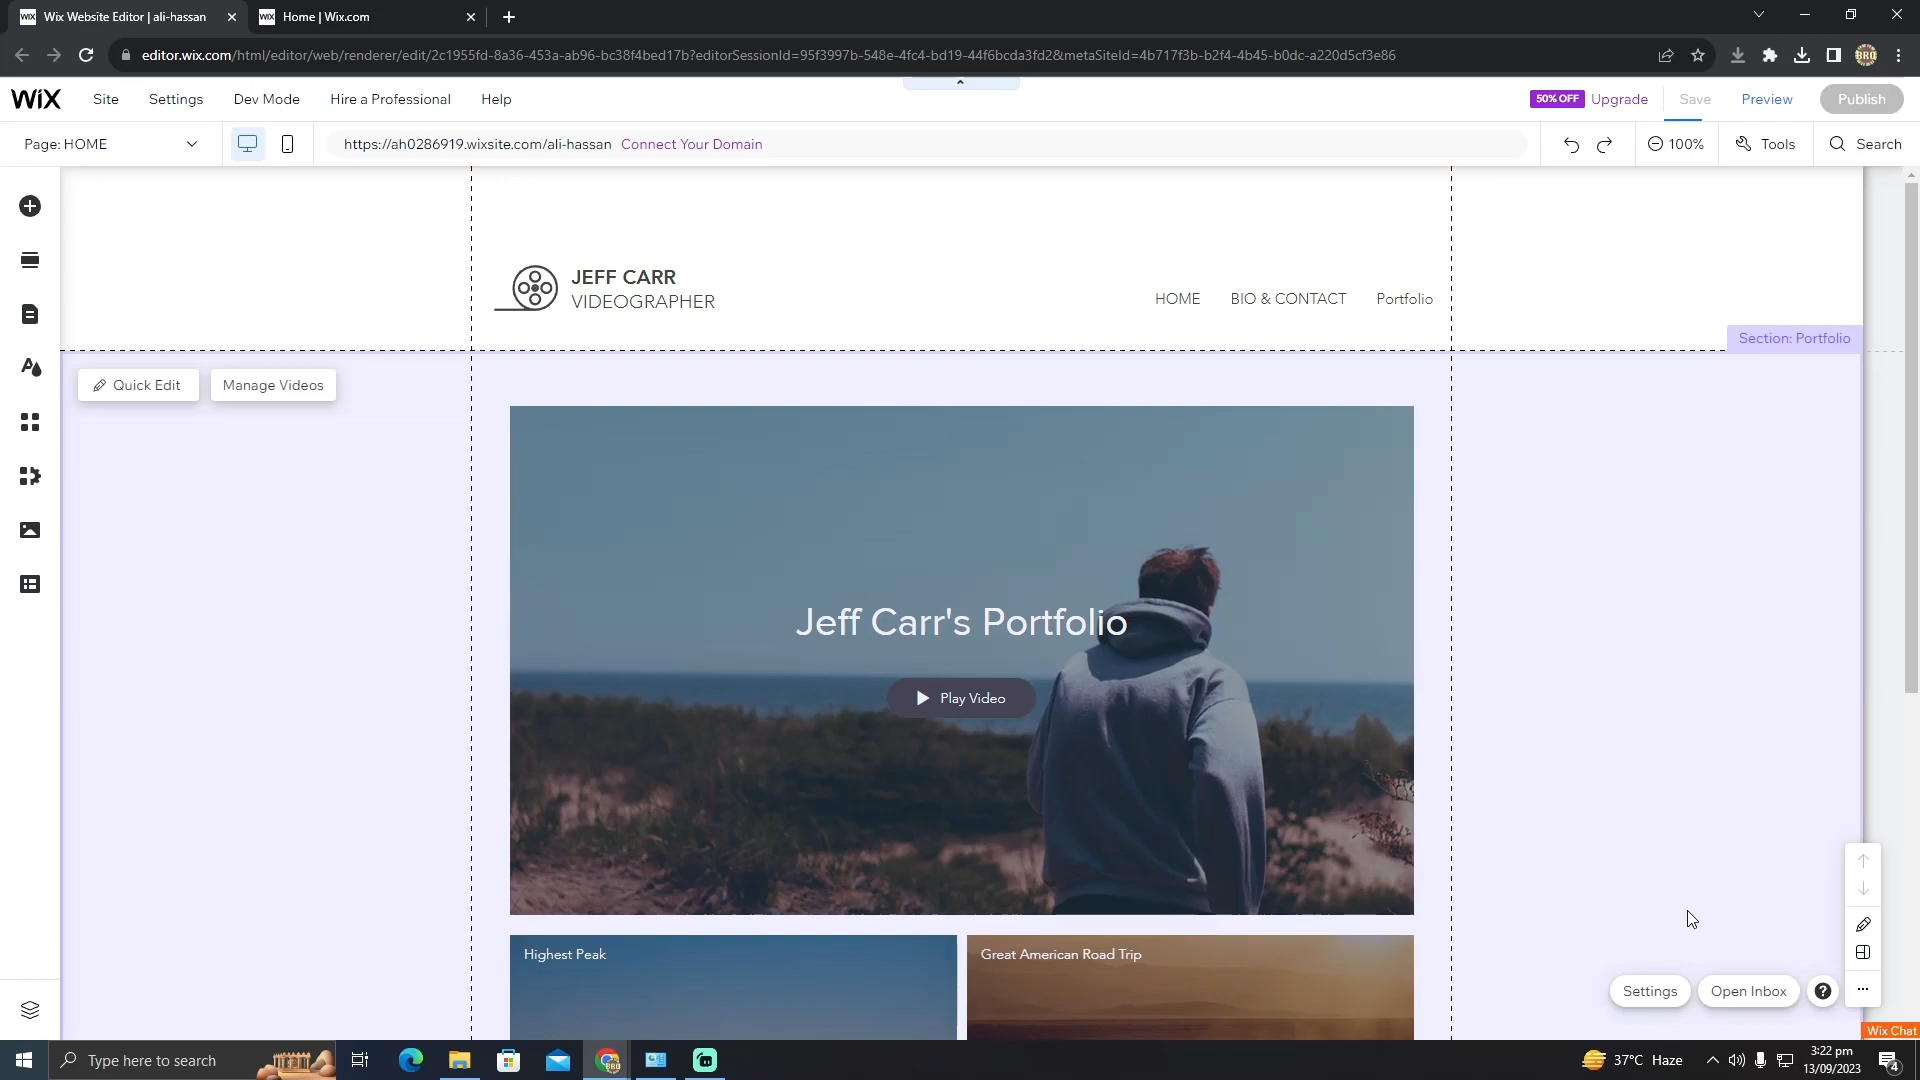 Wix Website Editor | ali-hassan
Home | Wix.com
editor.wix.com/html/editor/web/renderer/edit/2c1955fd-8a36-453a-ab96-bc38f4bed17b?editorSessionId=95f3997b-548e-4fc4-bd19-44f6bcda3fd2&metaSiteId=4b717f3b-b2f4-4b45-b0dc-a220d5cf3e86
WiX Site Settings Dev Mode Hire a Professional Help 50% OFF Upgrade Save Preview Publish
Page: HOME https://ah0286919.wixsite.com/ali-hassan Connect Your Domain 100% Tools Search
JEFF CARR
VIDEOGRAPHER
HOME BIO & CONTACT Portfolio
Section: Portfolio
Quick Edit Manage Videos
Jeff Carr's Portfolio
Play Video
Highest Peak
Great American Road Trip
Settings Open Inbox
Wix Chat
Type here to search
37°C Haze
3:22 pm
13/09/2023
4